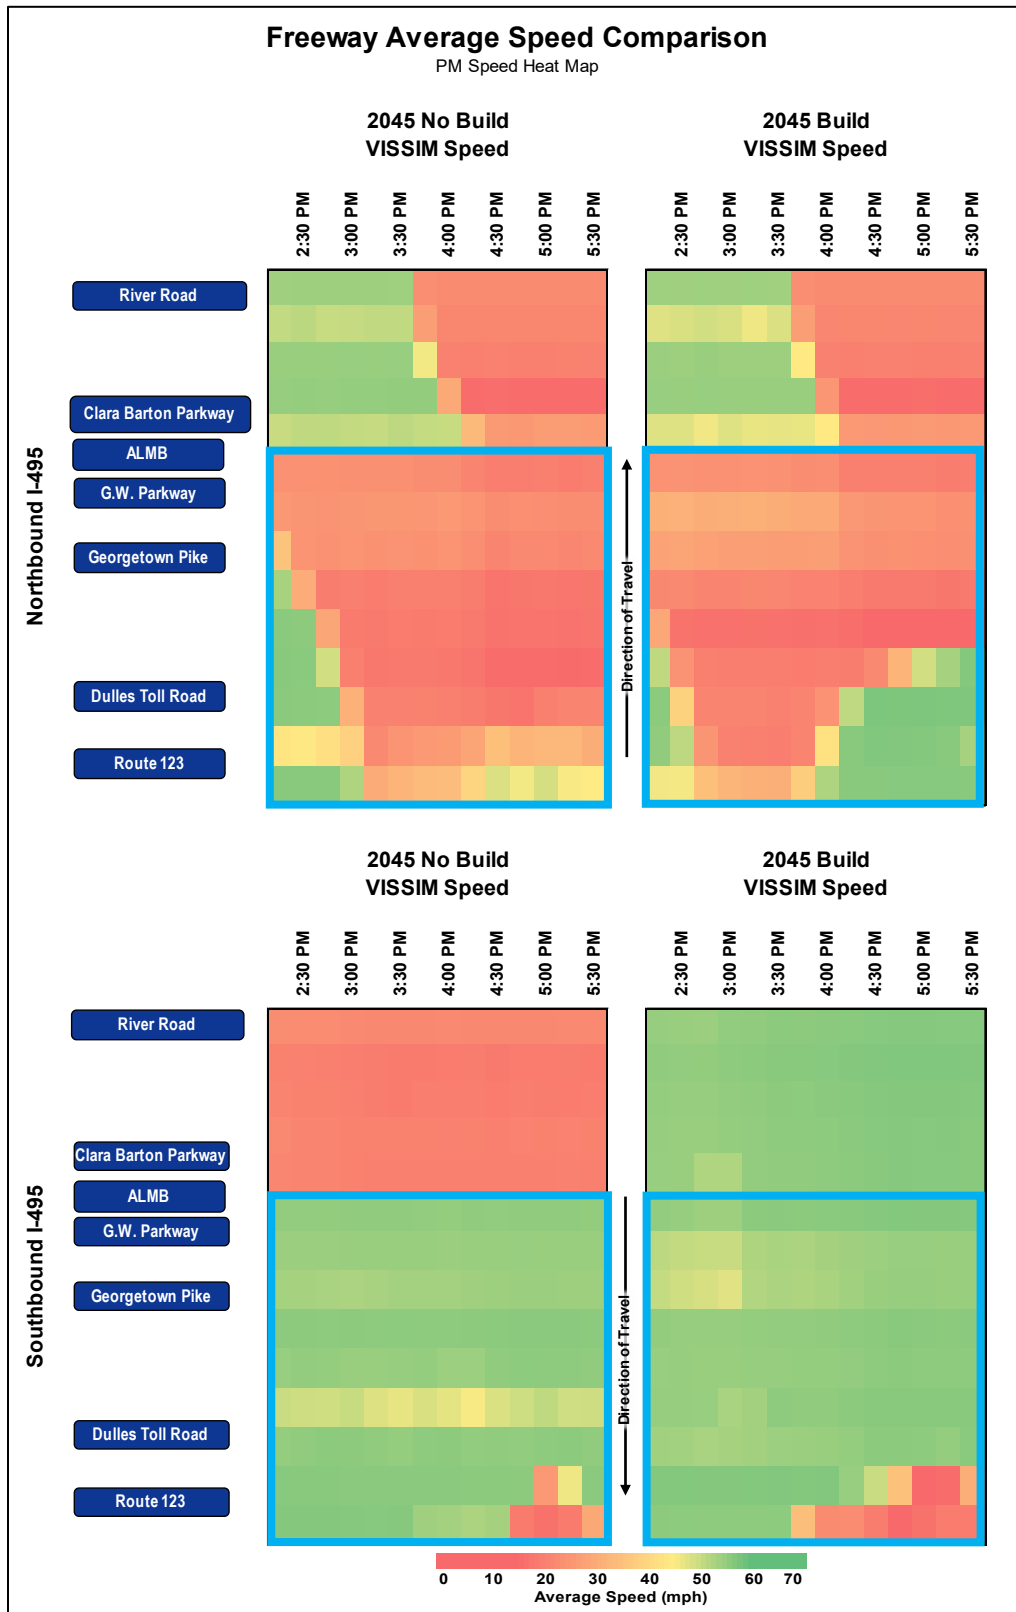 Freeway Average Speed Comparison
PM Speed Heat Map
2045 No Build
VISSIM Speed
2045 Build
VISSIM Speed
2:30 PM
3:00 PM
3:30 PM
4:00 PM
4:30 PM
5:00 PM
5:30 PM
2:30 PM
3:00 PM
3:30 PM
4:00 PM
4:30 PM
5:00 PM
5:30 PM
Northbound I-495
River Road
Clara Barton Parkway
ALMB
G.W. Parkway
Georgetown Pike
Dulles Toll Road
Route 123
Direction of Travel
2045 No Build
VISSIM Speed
2045 Build
VISSIM Speed
2:30 PM
3:00 PM
3:30 PM
4:00 PM
4:30 PM
5:00 PM
5:30 PM
2:30 PM
3:00 PM
3:30 PM
4:00 PM
4:30 PM
5:00 PM
5:30 PM
Southbound I-495
River Road
Clara Barton Parkway
ALMB
G.W. Parkway
Georgetown Pike
Dulles Toll Road
Route 123
Direction of Travel
0 10 20 30 40 50 60 70
Average Speed (mph)